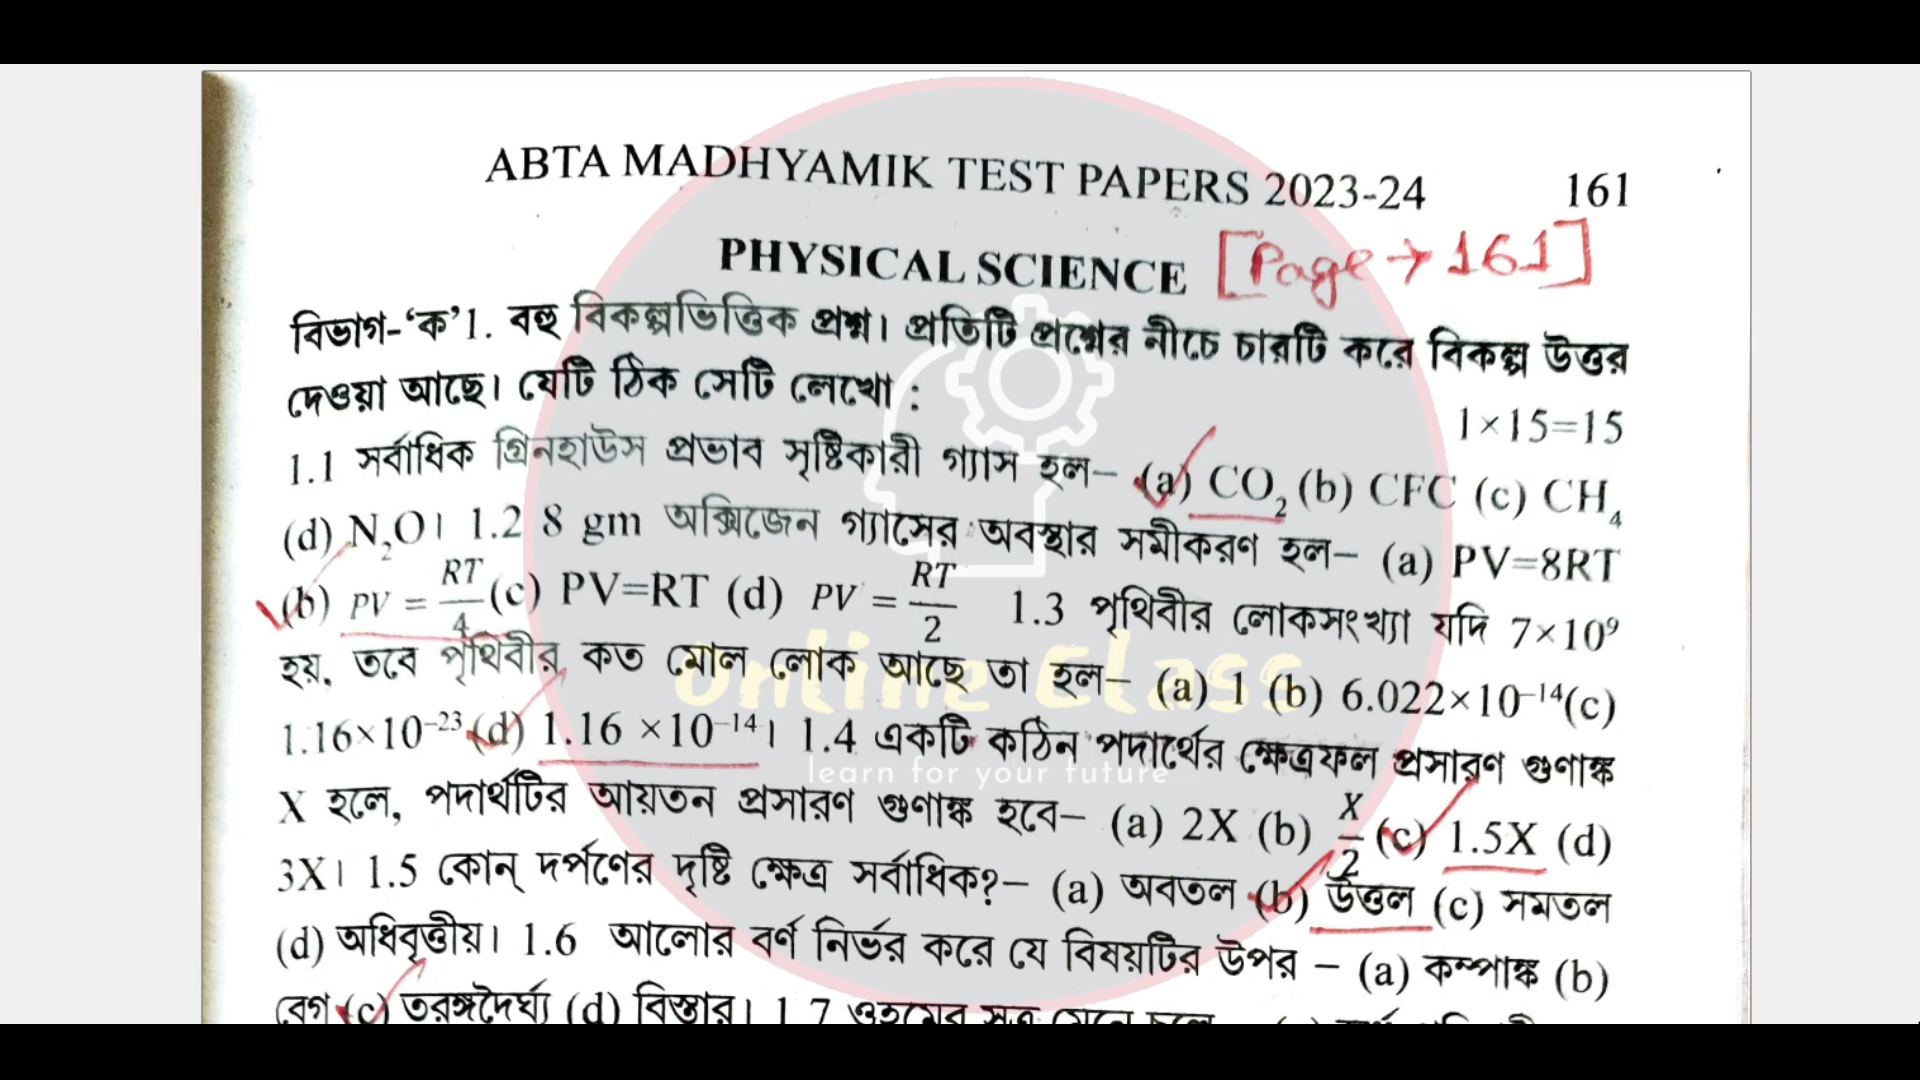 ABTA MADHYAMIK TEST PAPERS 2023-24 161
PHYSICAL SCIENCE [Page → 161]
বিভাগ-‘ক’1. বহু বিকল্পভিত্তিক প্রশ্ন। প্রতিটি প্রশ্নের নীচে চারটি করে বিকল্প উত্তর
দেওয়া আছে। যেটি ঠিক সেটি লেখো :
1×15=15
1.1 সর্বাধিক গ্রিনহাউস প্রভাব সৃষ্টিকারী গ্যাস হল– (a) CO₂ (b) CFC (c) CH₄
(d) N₂O। 1.2 8 gm অক্সিজেন গ্যাসের অবস্থার সমীকরণ হল– (a) PV=8RT
(b) PV = RT/4 (c) PV=RT (d) PV = RT/2 1.3 পৃথিবীর লোকসংখ্যা যদি 7×10⁹
হয়, তবে পৃথিবীর কত মোল লোক আছে তা হল– (a) 1 (b) 6.022×10⁻¹⁴(c)
1.16×10⁻²³ (d) 1.16 ×10⁻¹⁴। 1.4 একটি কঠিন পদার্থের ক্ষেত্রফল প্রসারণ গুণাঙ্ক
X হলে, পদার্থটির আয়তন প্রসারণ গুণাঙ্ক হবে– (a) 2X (b) X/2 (c) 1.5X (d)
3X। 1.5 কোন্ দর্পণের দৃষ্টি ক্ষেত্র সর্বাধিক?– (a) অবতল (b) উত্তল (c) সমতল
(d) অধিবৃত্তীয়। 1.6 আলোর বর্ণ নির্ভর করে যে বিষয়টির উপর – (a) কম্পাঙ্ক (b)
বেগ (c) তরঙ্গদৈর্ঘ্য (d) বিস্তার। 1.7 ওহমের সূত্র মেনে চলে
Online Class
learn for your future